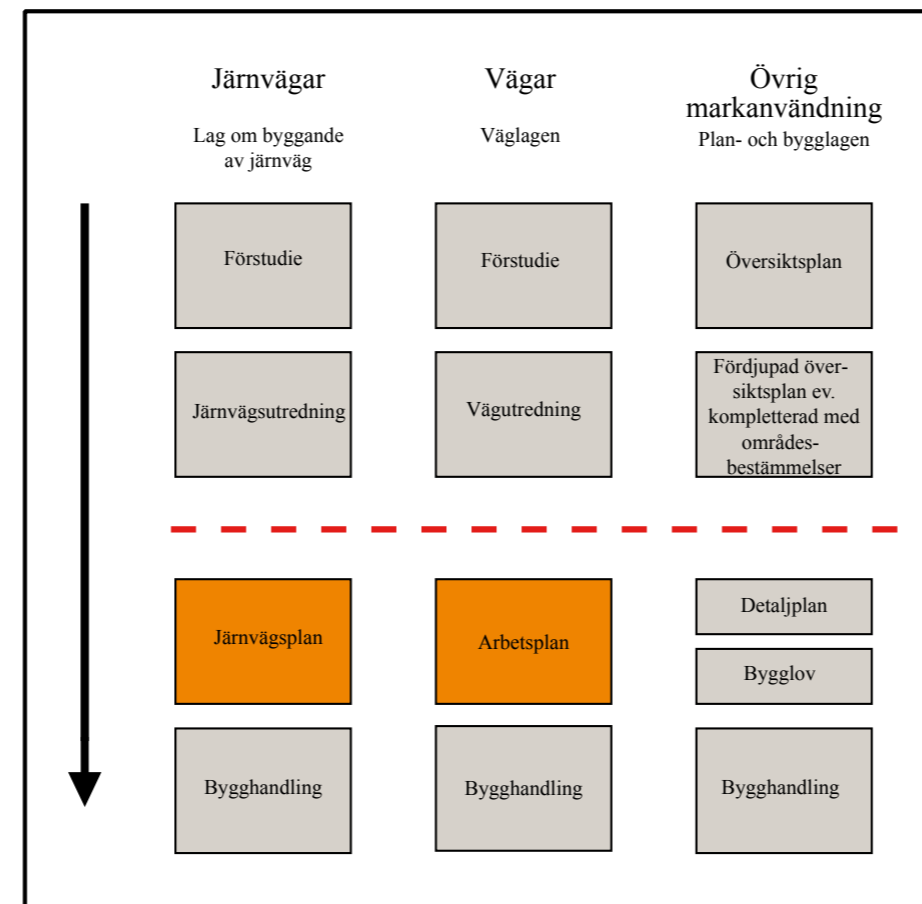 Järnvägar
Lag om byggande
av järnväg
Vägar
Väglagen
Övrig
markanvändning
Plan- och bygglagen
Förstudie
Förstudie
Översiktsplan
Järnvägsutredning
Vägutredning
Fördjupad över-
siktsplan ev.
kompletterad med
områdes-
bestämmelser
Järnvägsplan
Arbetsplan
Detaljplan
Bygglov
Bygghandling
Bygghandling
Bygghandling